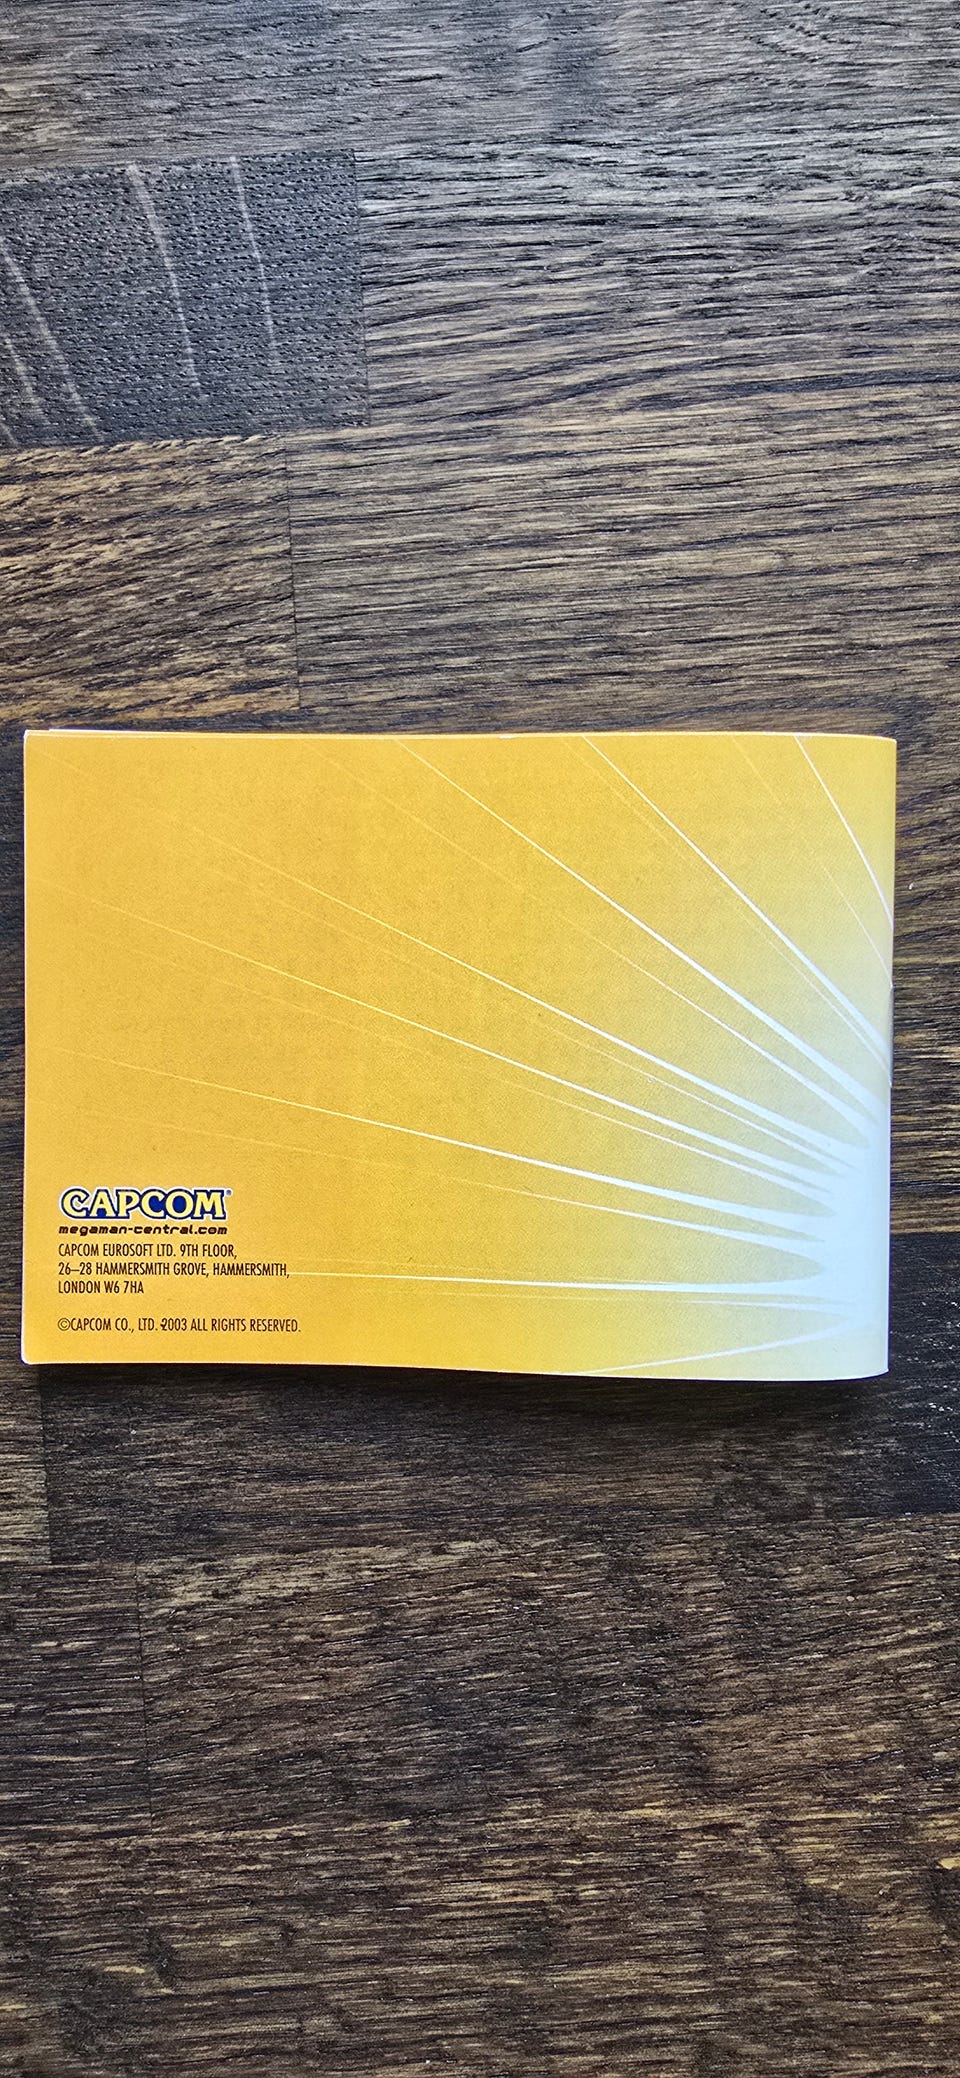 CAPCOM®
megaman-central.com
CAPCOM EUROSOFT LTD. 9TH FLOOR,
26–28 HAMMERSMITH GROVE, HAMMERSMITH,
LONDON W6 7HA
©CAPCOM CO., LTD. 2003 ALL RIGHTS RESERVED.